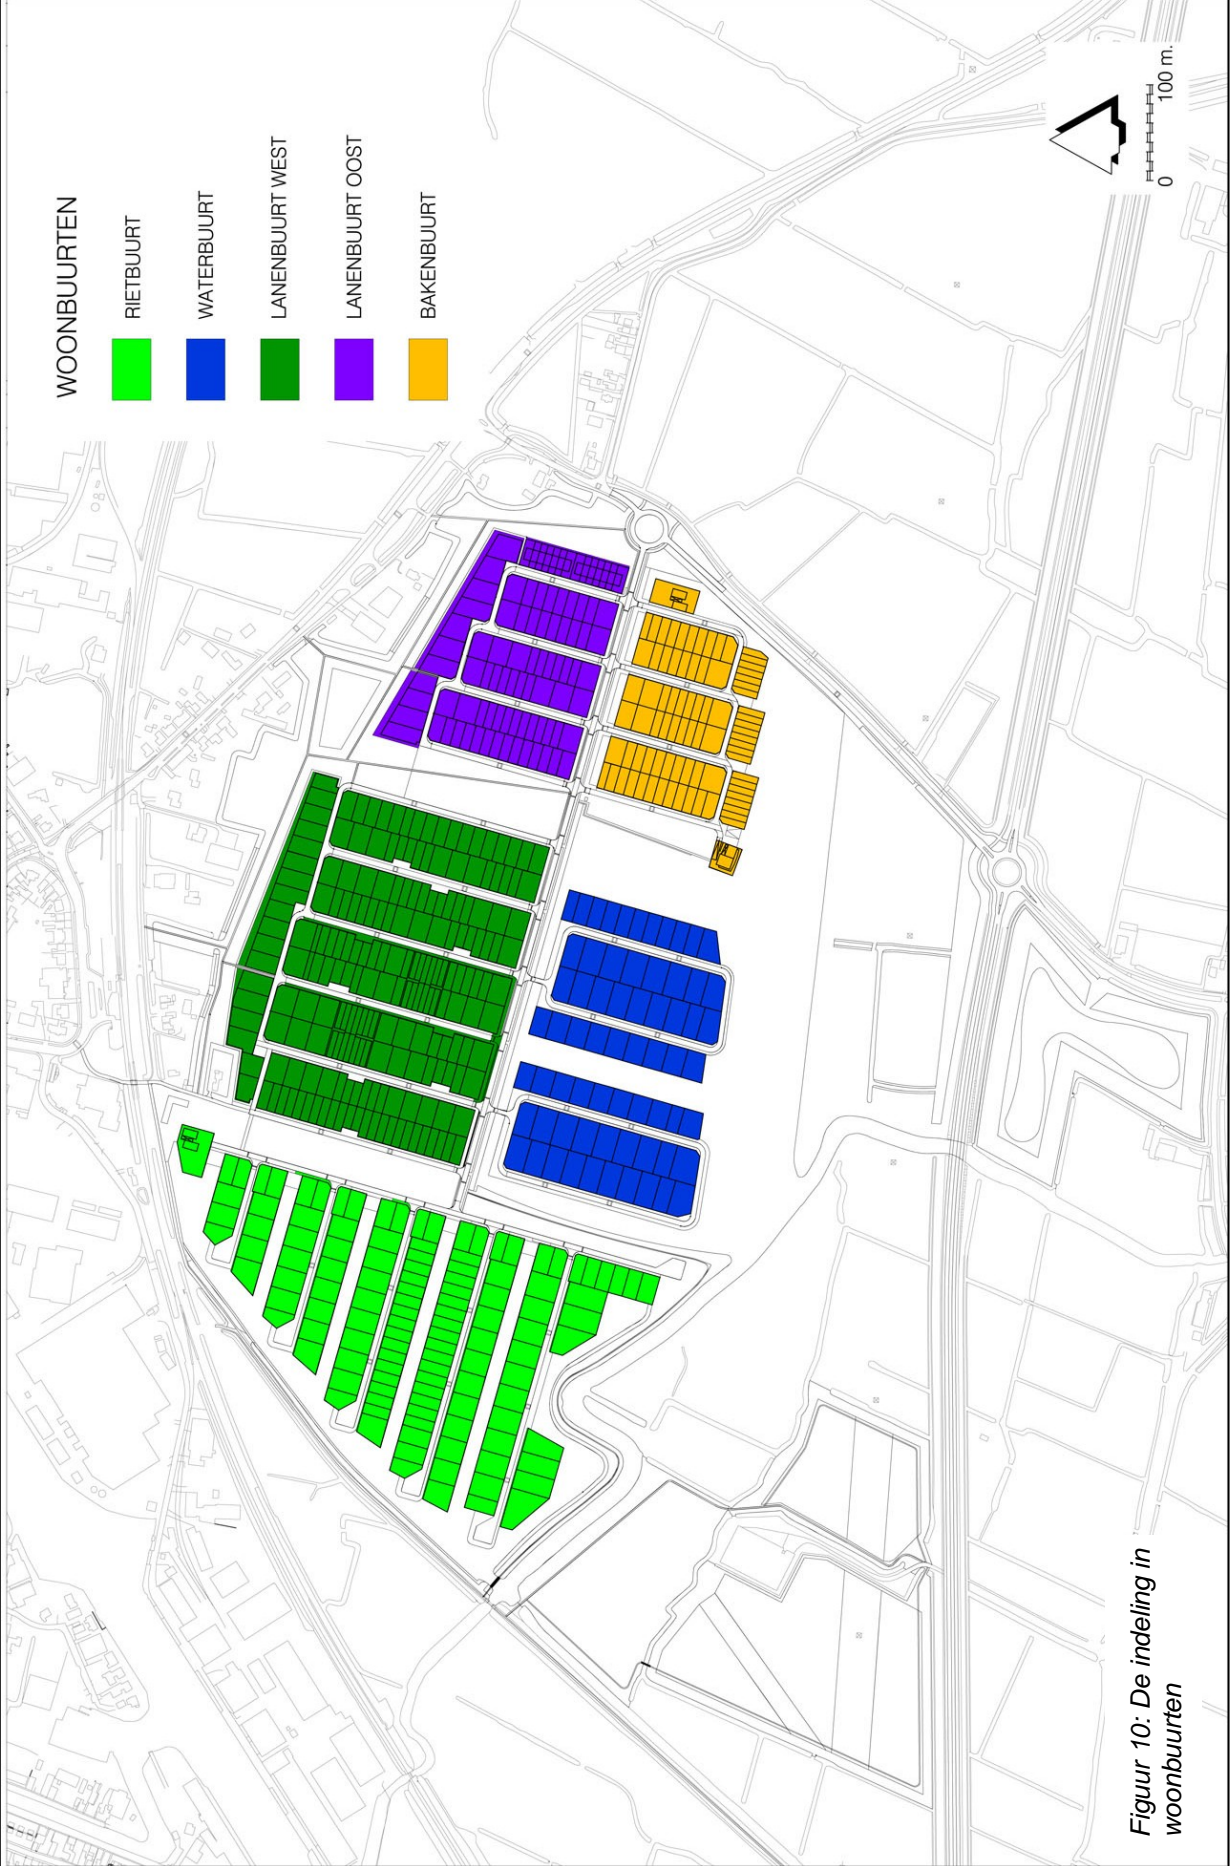 WOONBUURTEN
RIETBUURT
WATERBUURT
LANENBUURT WEST
LANENBUURT OOST
BAKENBUURT
0 100 m.
Figuur 10: De indeling in
woonbuurten